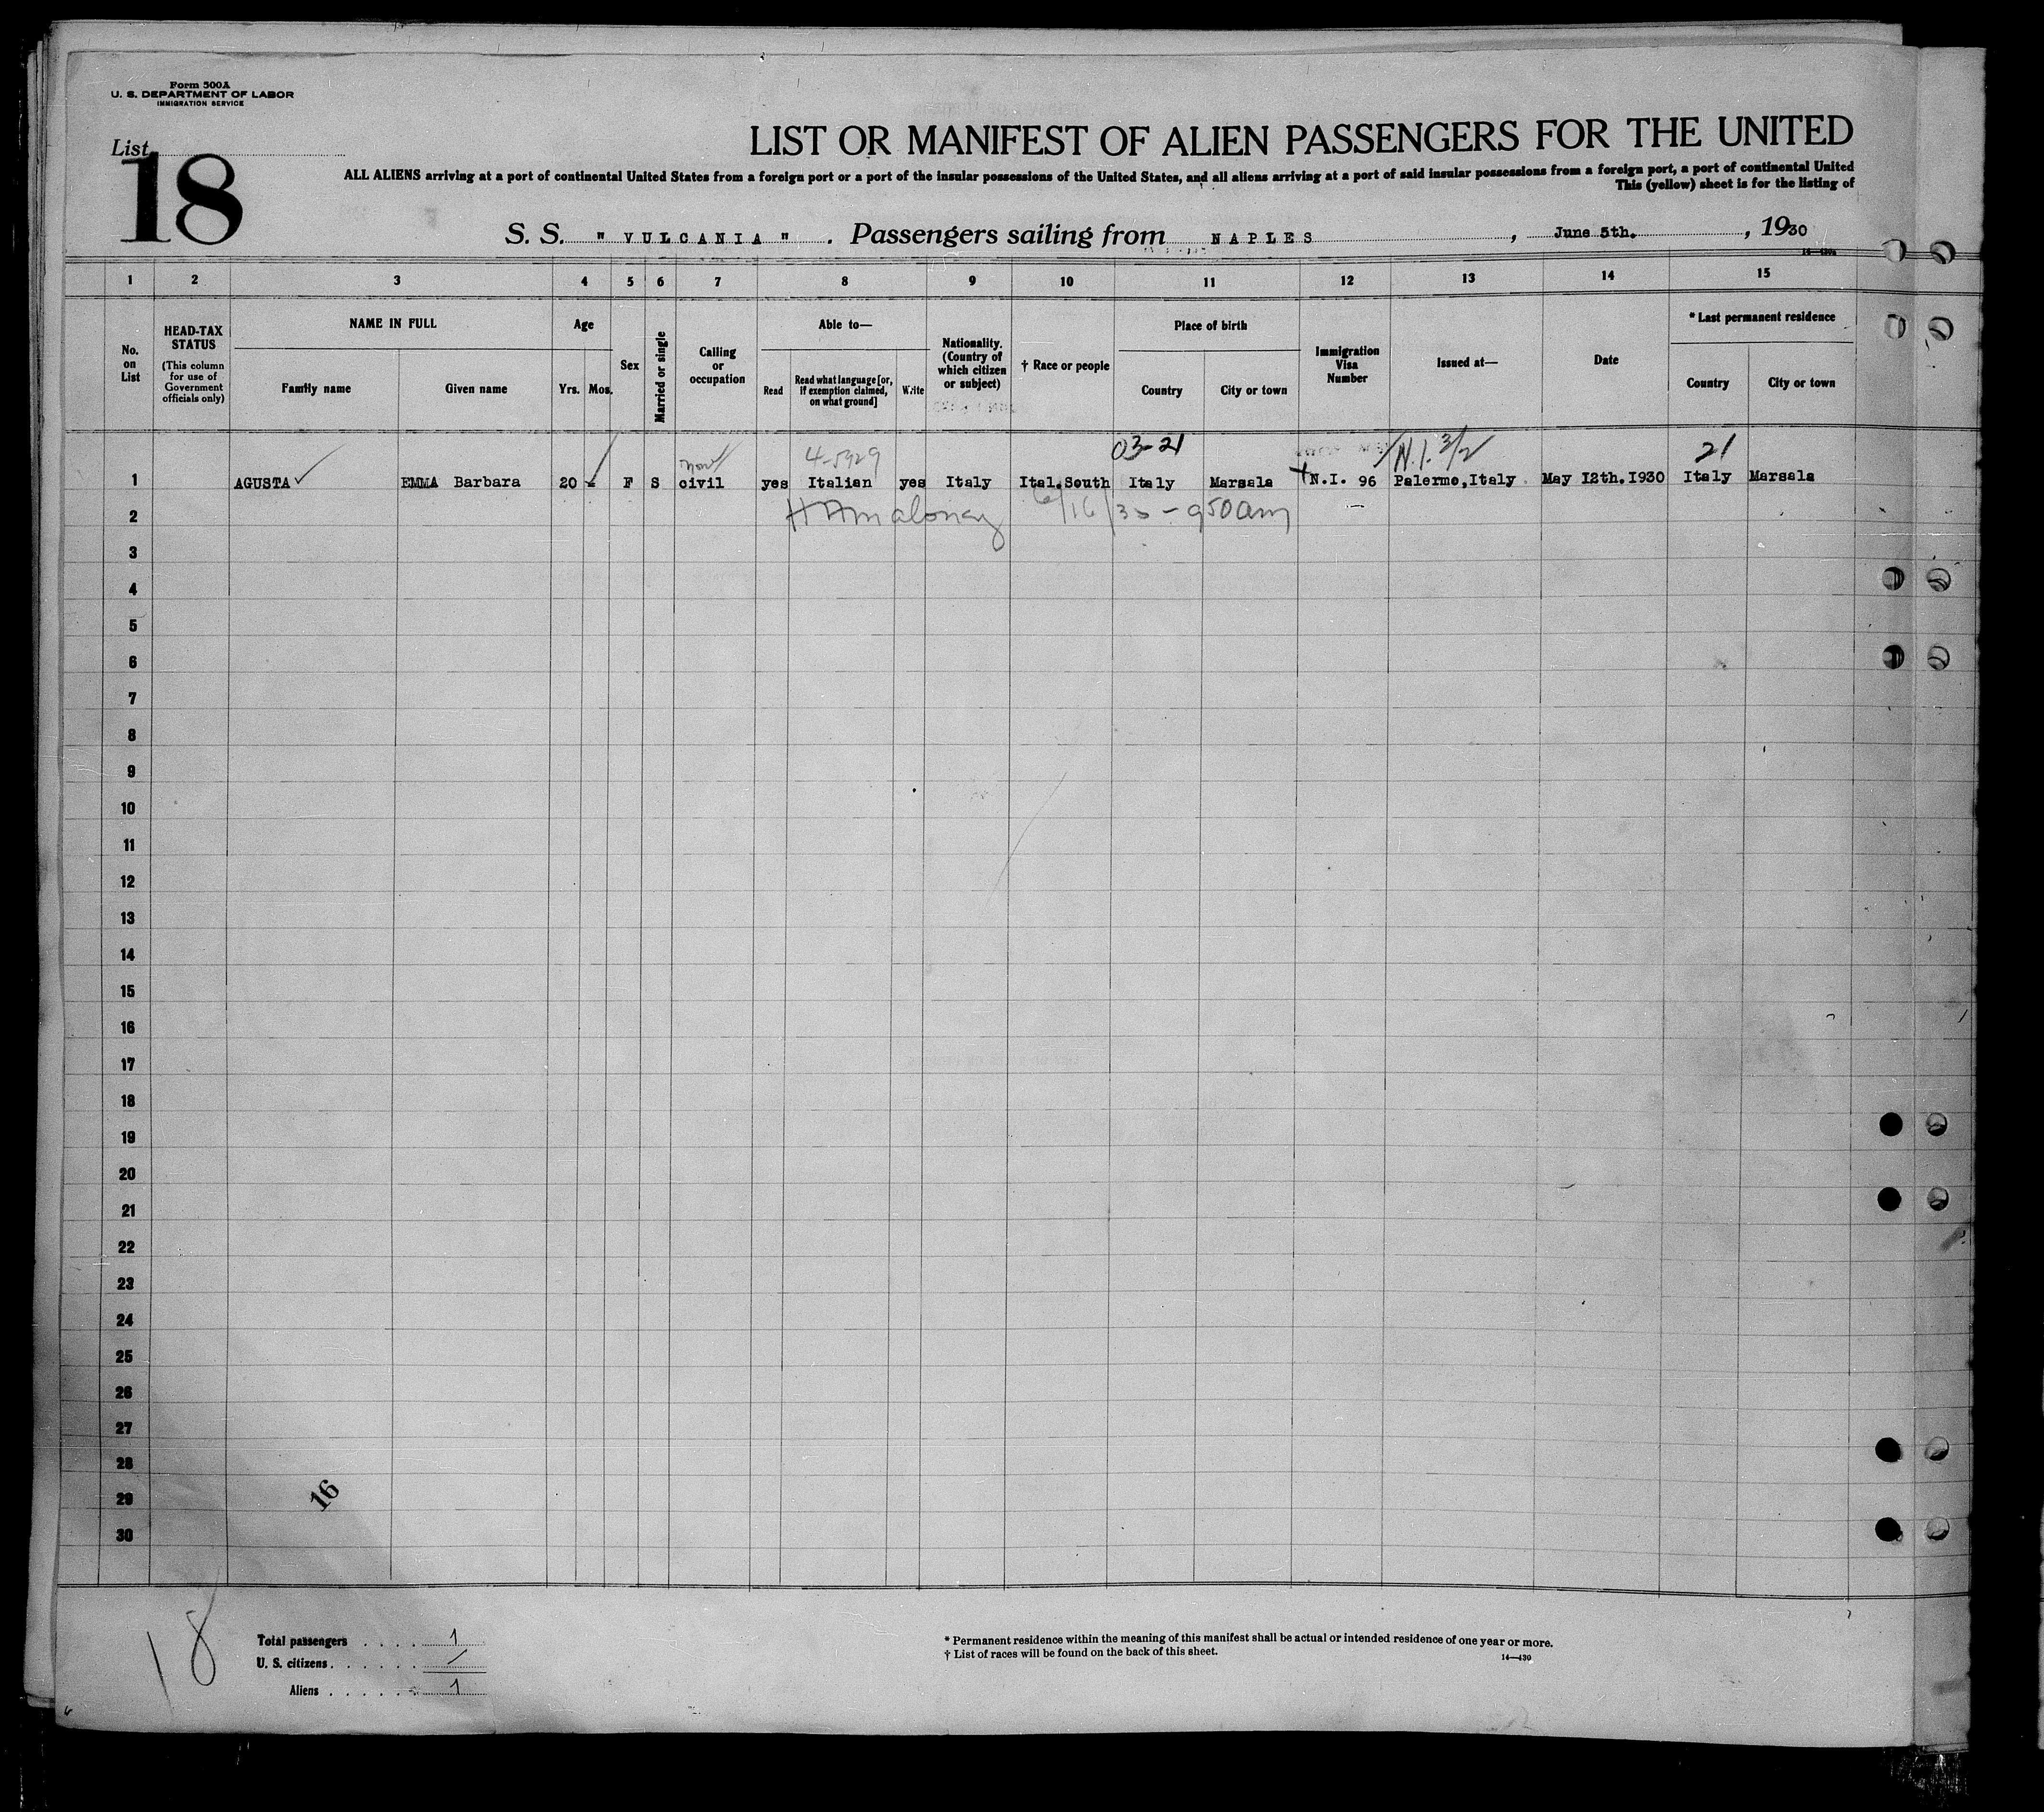 Form 500A
U. S. DEPARTMENT OF LABOR
IMMIGRATION SERVICE
List
18
LIST OR MANIFEST OF ALIEN PASSENGERS FOR THE UNITED
ALL ALIENS arriving at a port of continental United States from a foreign port or a port of the insular possessions of the United States, and all aliens arriving at a port of said insular possessions from a foreign port, a port of continental United
This (yellow) sheet is for the listing of
S. S. "VULCANIA". Passengers sailing from NAPLES, June 5th., 1930
1 2 3 4 5 6 7 8 9 10 11 12 13 14 15
No. on List
HEAD-TAX STATUS
(This column for use of Government officials only)
NAME IN FULL
Family name
Given name
Age
Yrs. Mos.
Sex
Married or single
Calling or occupation
Able to—
Read
Read what language [or, if exemption claimed, on what ground]
Write
Nationality. (Country of which citizen or subject)
† Race or people
Place of birth
Country
City or town
Immigration Visa Number
Issued at—
Date
* Last permanent residence
Country
City or town
4-5929 03-21 N.I. 3/2 21
1 AGUSTA EMMA Barbara 20 F S civil yes Italian yes Italy Ital.South Italy Marsala N.I. 96 Palermo,Italy May 12th.1930 Italy Marsala
2 6/16/30 - 950am
3
4
5
6
7
8
9
10
11
12
13
14
15
16
17
18
19
20
21
22
23
24
25
26
27
28
29
30
16
18
Total passengers . . . . 1
U. S. citizens . . . . . . /
Aliens . . . . . . 1
* Permanent residence within the meaning of this manifest shall be actual or intended residence of one year or more.
† List of races will be found on the back of this sheet.
14—430